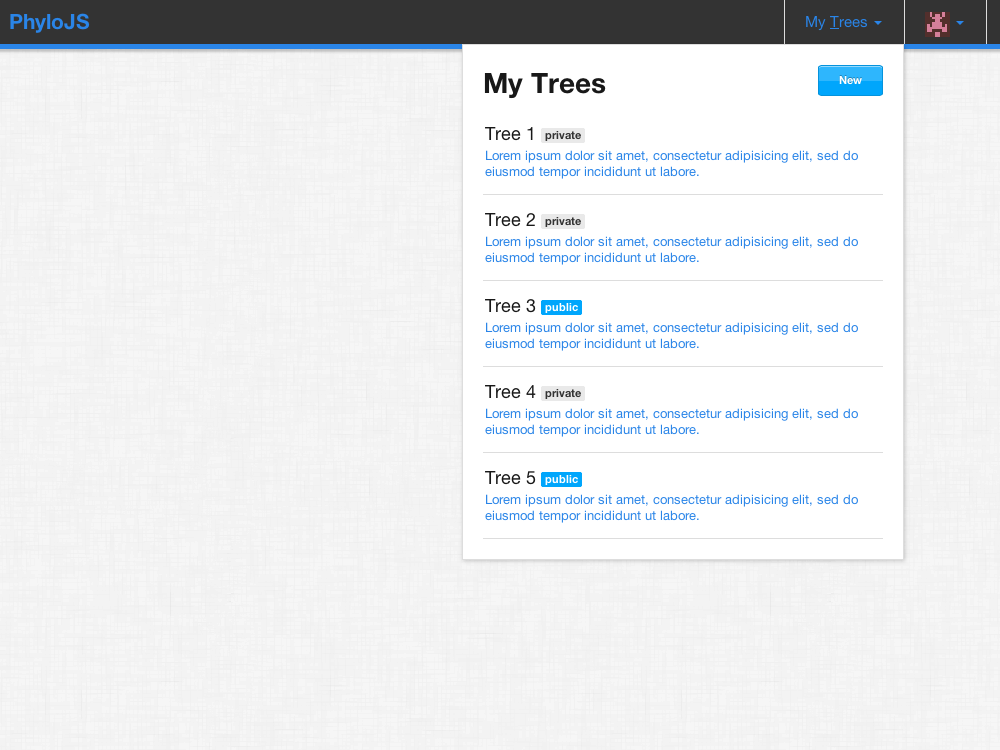 PhyloJS
My Trees
My Trees
New
Tree 1 private
Lorem ipsum dolor sit amet, consectetur adipisicing elit, sed do
eiusmod tempor incididunt ut labore.
Tree 2 private
Lorem ipsum dolor sit amet, consectetur adipisicing elit, sed do
eiusmod tempor incididunt ut labore.
Tree 3 public
Lorem ipsum dolor sit amet, consectetur adipisicing elit, sed do
eiusmod tempor incididunt ut labore.
Tree 4 private
Lorem ipsum dolor sit amet, consectetur adipisicing elit, sed do
eiusmod tempor incididunt ut labore.
Tree 5 public
Lorem ipsum dolor sit amet, consectetur adipisicing elit, sed do
eiusmod tempor incididunt ut labore.